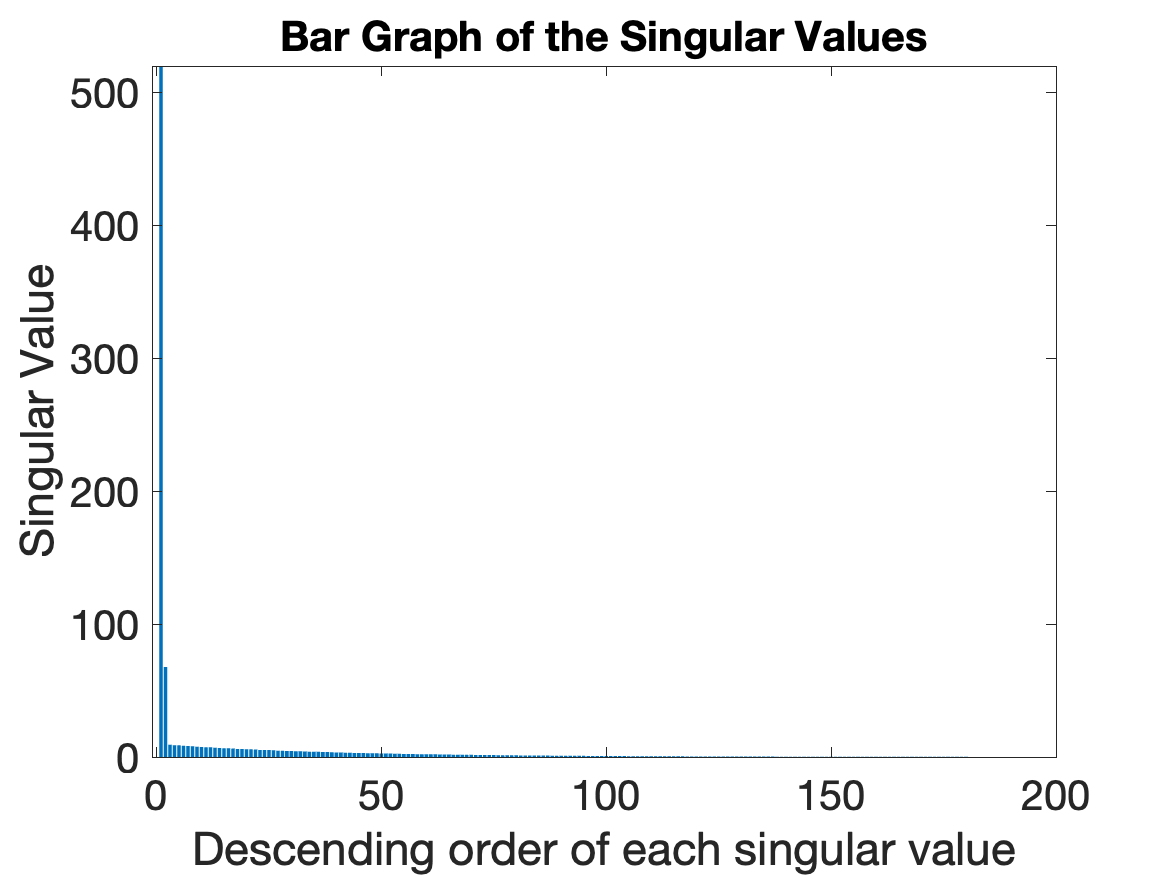 Bar Graph of the Singular Values
500
400
300
200
100
0
Singular Value
0 50 100 150 200
Descending order of each singular value